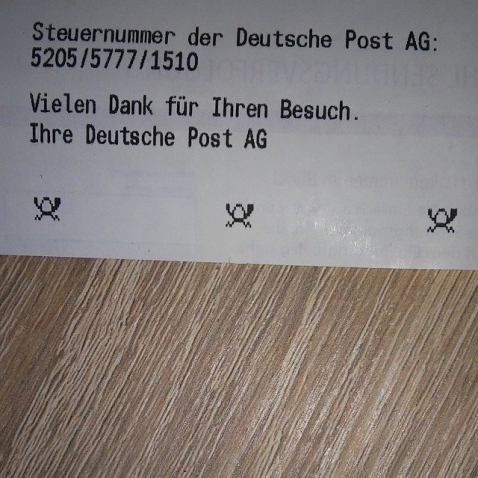 Steuernummer der Deutsche Post AG:
5205/5777/1510
Vielen Dank für Ihren Besuch.
Ihre Deutsche Post AG